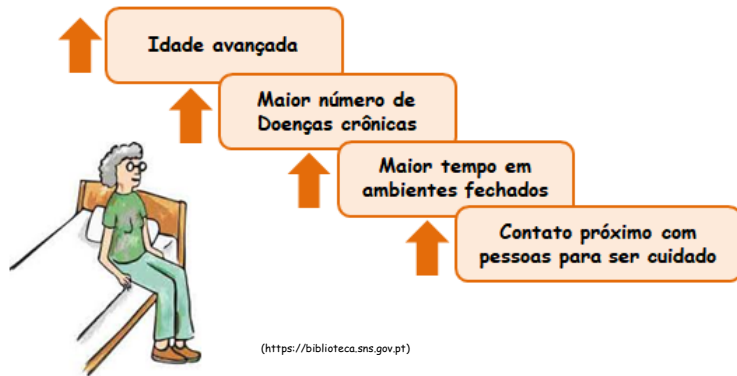 Idade avançada
Maior número de
Doenças crônicas
Maior tempo em
ambientes fechados
Contato próximo com
pessoas para ser cuidado
(https://biblioteca.sns.gov.pt)